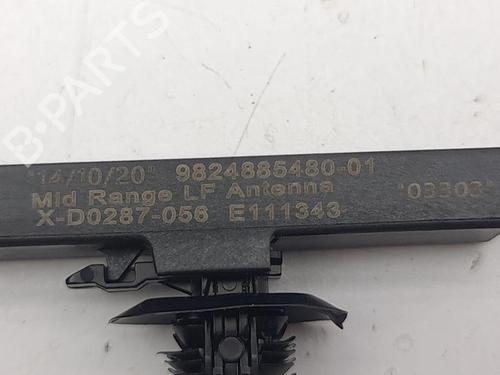 "14/10/20" 9824885480-01
Mid Range LF Antenna
X-D0287-056 E111343
"03303"
B-PARTS